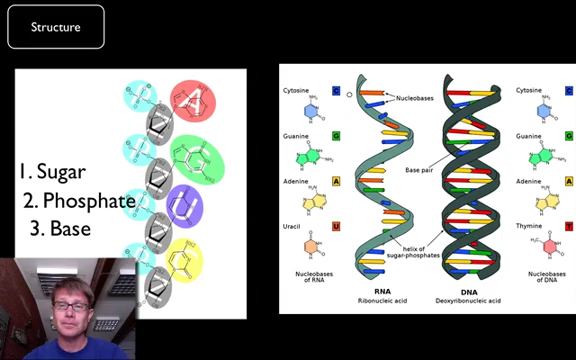 Structure
1. Sugar
2. Phosphate
3. Base
A
Cytosine
C
Nucleobases
Guanine
G
Base pair
Adenine
A
Uracil
U
helix of
sugar-phosphates
Nucleobases
of RNA
RNA
Ribonucleic acid
DNA
Deoxyribonucleic acid
Cytosine
C
Guanine
G
Adenine
A
Thymine
T
Nucleobases
of DNA